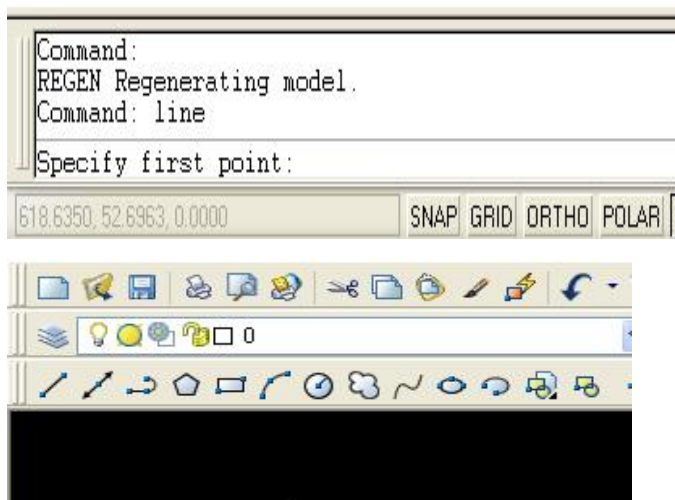 Command:
REGEN Regenerating model.
Command: line
Specify first point:
618.6350, 52.6963, 0.0000 SNAP GRID ORTHO POLAR
0